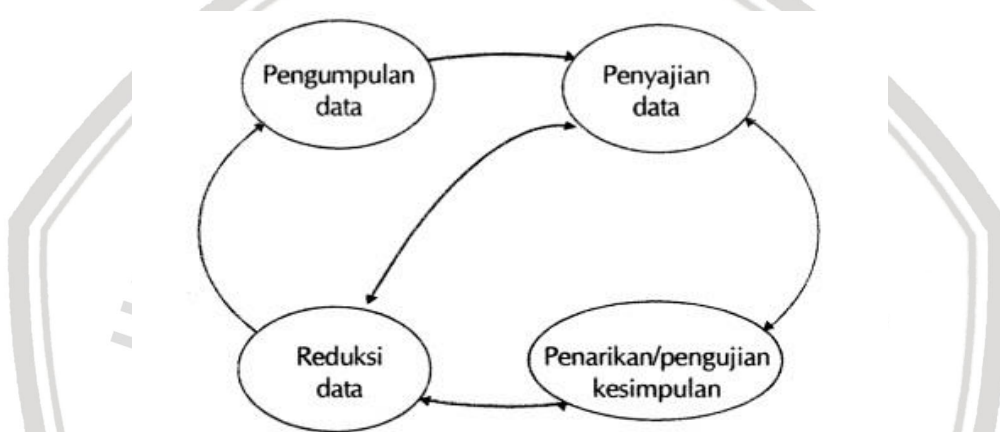 Pengumpulan
data
Penyajian
data
Reduksi
data
Penarikan/pengujian
kesimpulan